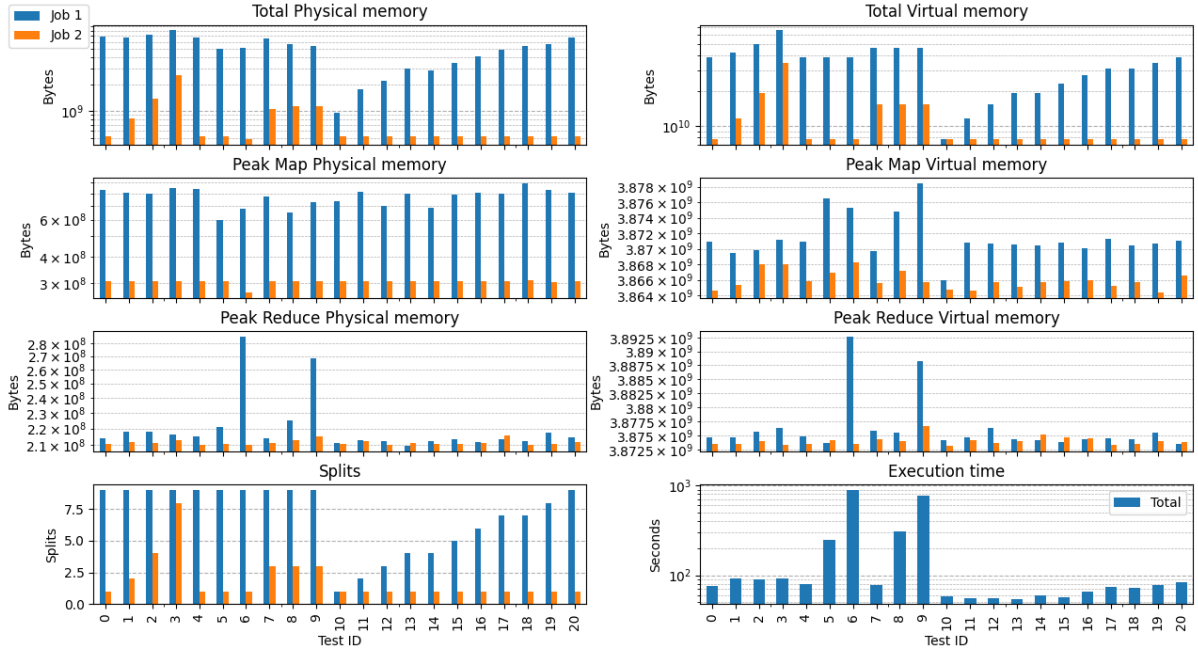 Job 1
Job 2
Total Physical memory
Bytes
10⁹
Total Virtual memory
Bytes
10¹⁰
Peak Map Physical memory
Bytes
6 × 10⁸
4 × 10⁸
3 × 10⁸
Peak Map Virtual memory
Bytes
3.878 × 10⁹
3.876 × 10⁹
3.874 × 10⁹
3.872 × 10⁹
3.87 × 10⁹
3.868 × 10⁹
3.866 × 10⁹
3.864 × 10⁹
Peak Reduce Physical memory
Bytes
2.8 × 10⁸
2.7 × 10⁸
2.6 × 10⁸
2.5 × 10⁸
2.4 × 10⁸
2.3 × 10⁸
2.2 × 10⁸
2.1 × 10⁸
Peak Reduce Virtual memory
Bytes
3.8925 × 10⁹
3.89 × 10⁹
3.8875 × 10⁹
3.885 × 10⁹
3.8825 × 10⁹
3.88 × 10⁹
3.8775 × 10⁹
3.875 × 10⁹
3.8725 × 10⁹
Splits
Splits
7.5
5.0
2.5
0.0
0 1 2 3 4 5 6 7 8 9 10 11 12 13 14 15 16 17 18 19 20
Test ID
Execution time
Total
Seconds
10³
10²
0 1 2 3 4 5 6 7 8 9 10 11 12 13 14 15 16 17 18 19 20
Test ID